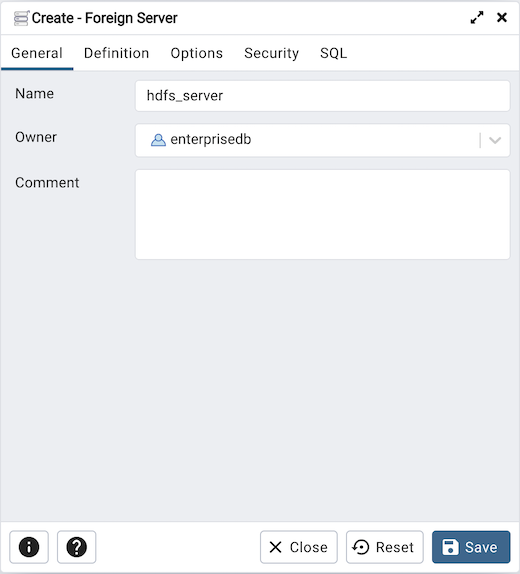 Create - Foreign Server
General Definition Options Security SQL
Name hdfs_server
Owner enterprisedb
Comment
Close Reset Save